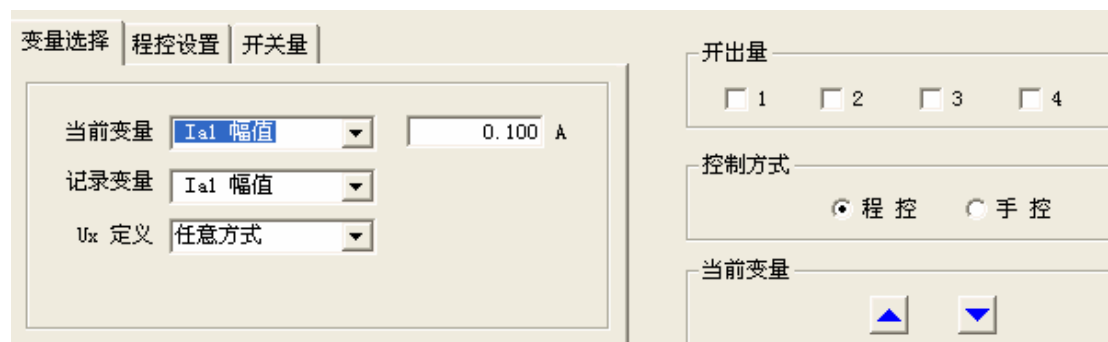 变量选择 程控设置 开关量
当前变量 Ia1 幅值 0.100 A
记录变量 Ia1 幅值
Ux 定义 任意方式
开出量
1 2 3 4
控制方式
程 控 手 控
当前变量